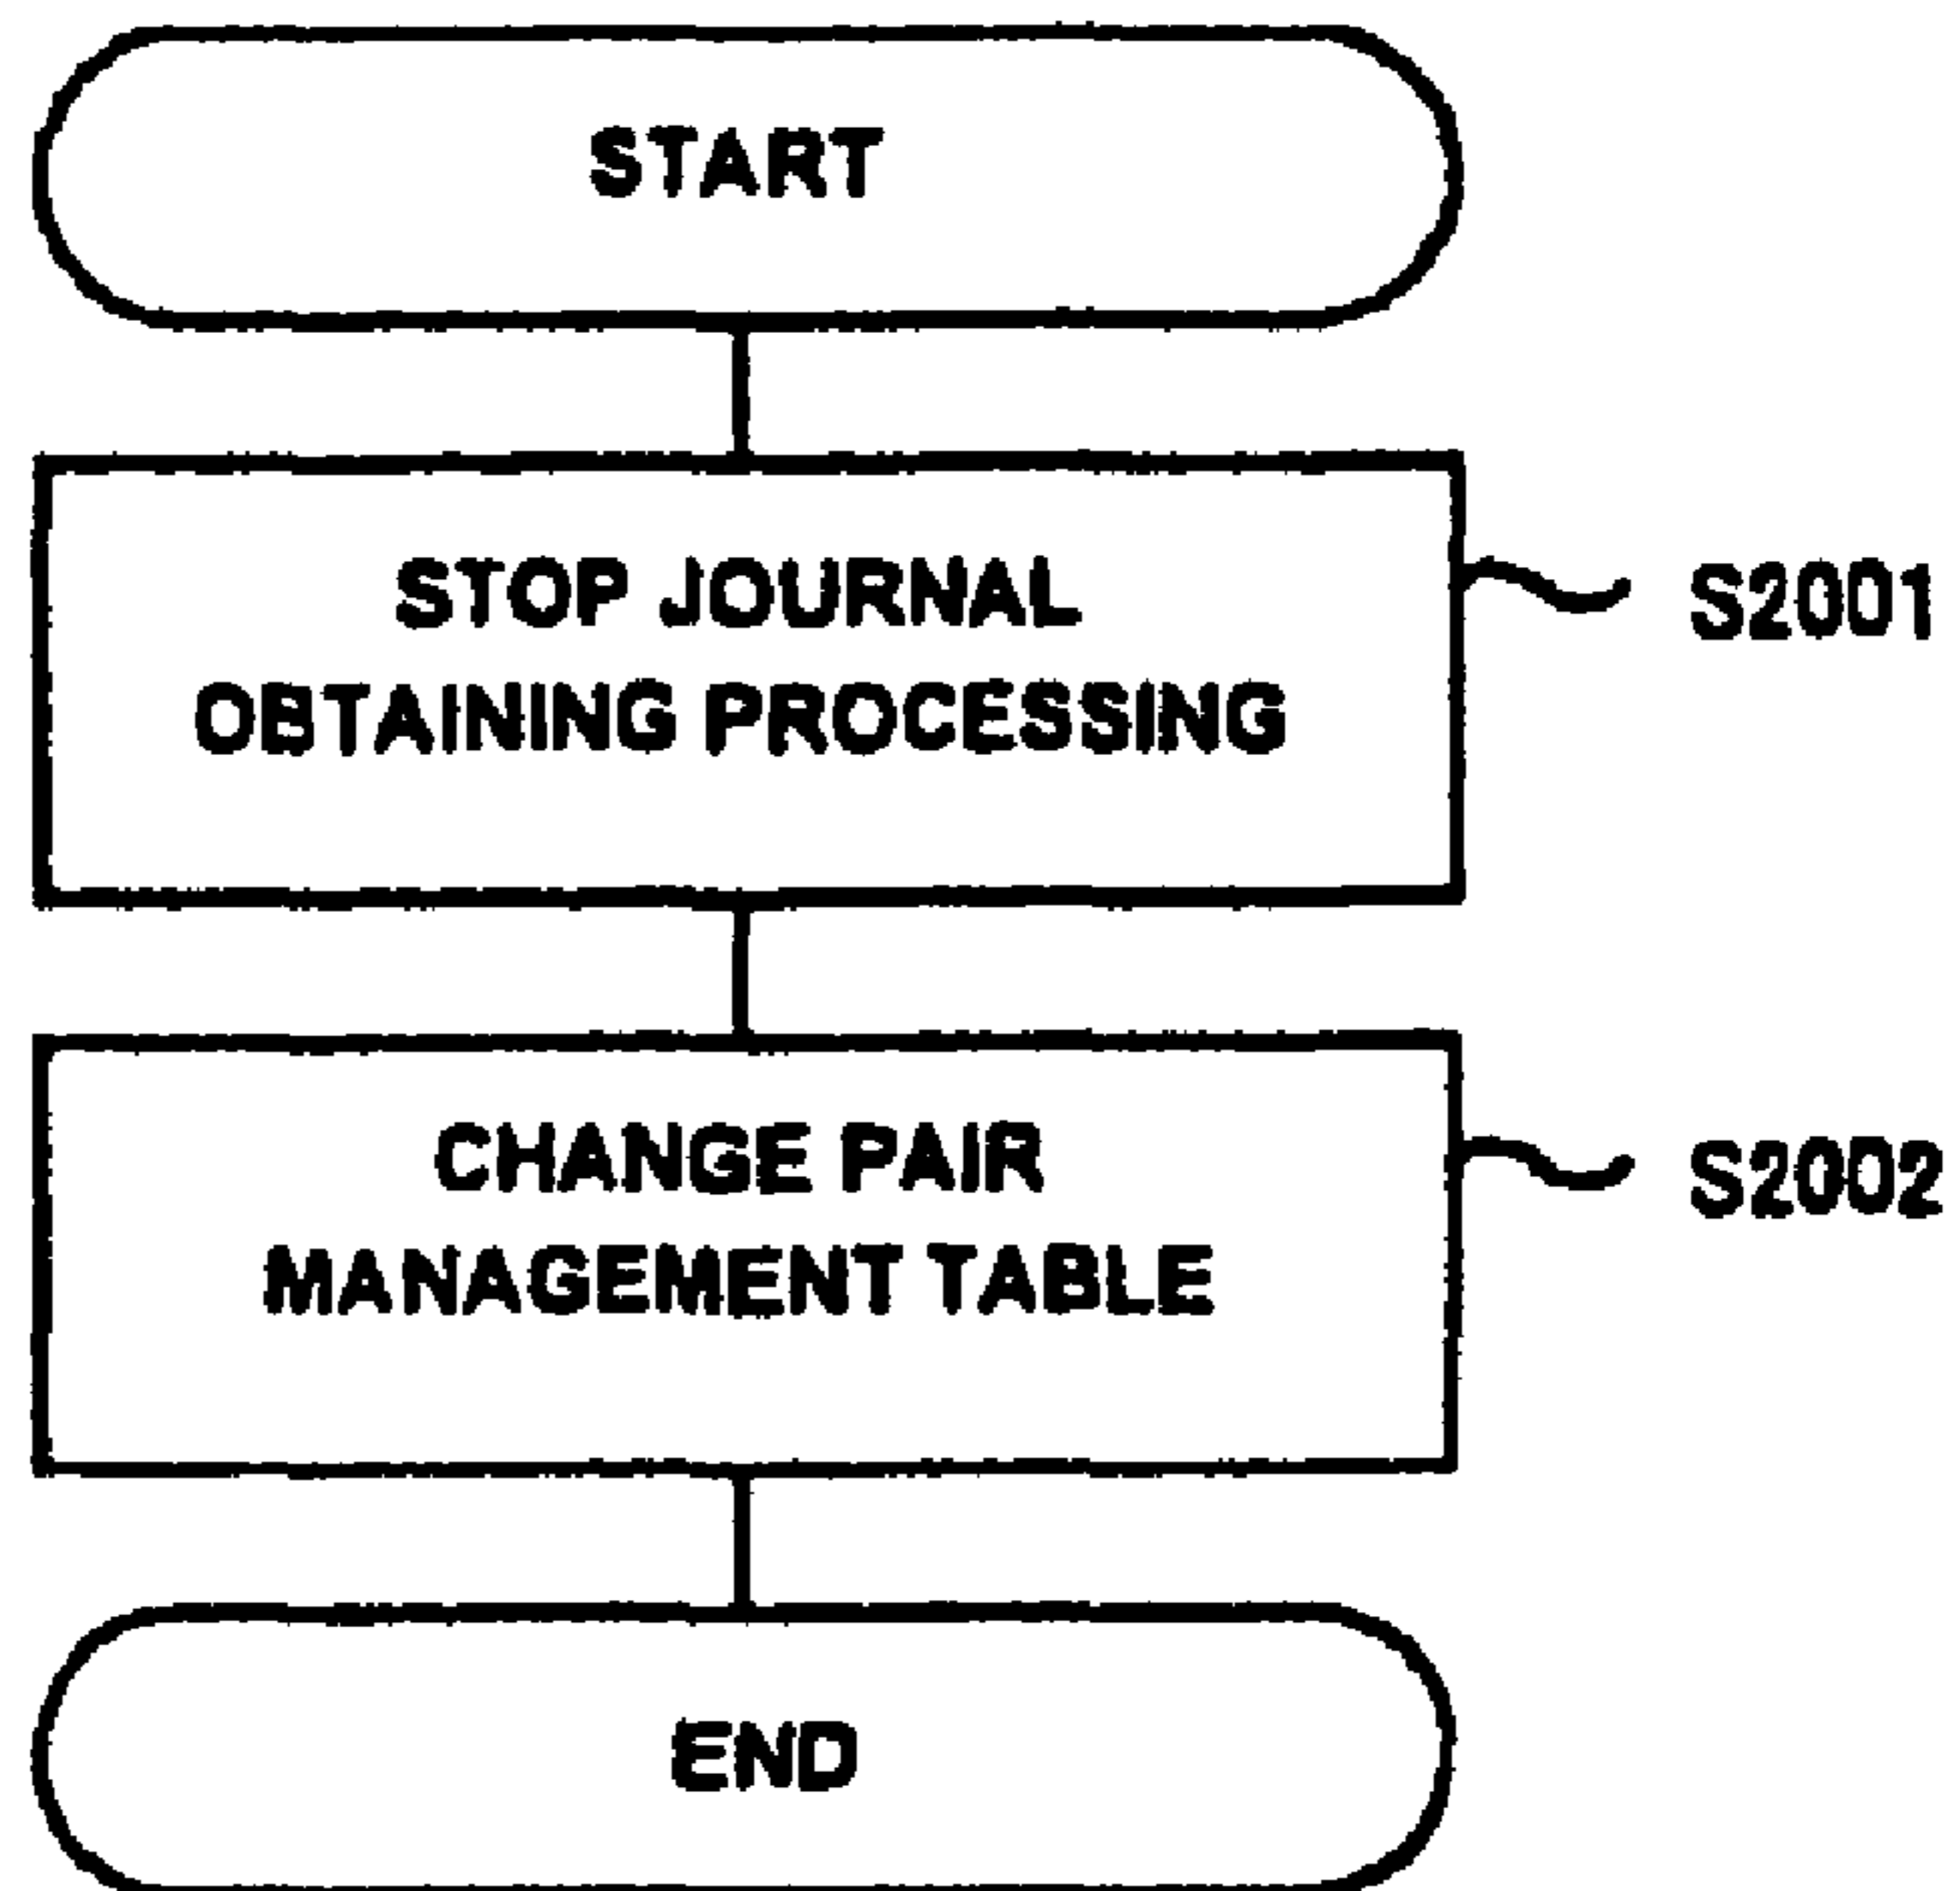 START
STOP JOURNAL
OBTAINING PROCESSING
S2001
CHANGE PAIR
MANAGEMENT TABLE
S2002
END